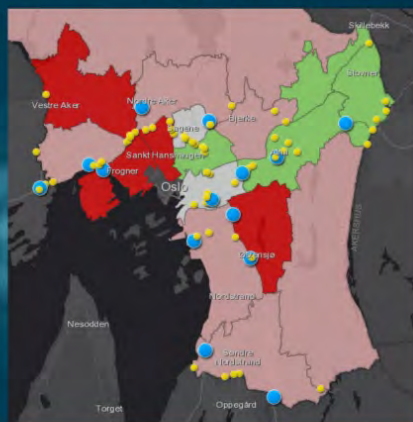 Skillebekk
Stovner
Vestre Aker
Nordre Aker
Sagene
Bjerke
Sankt Hanshaugen
Frogner
Oslo
AKERSHUS
Østensjø
Nordstrand
Nesodden
Søndre
Nordstrand
Torget
Oppegård